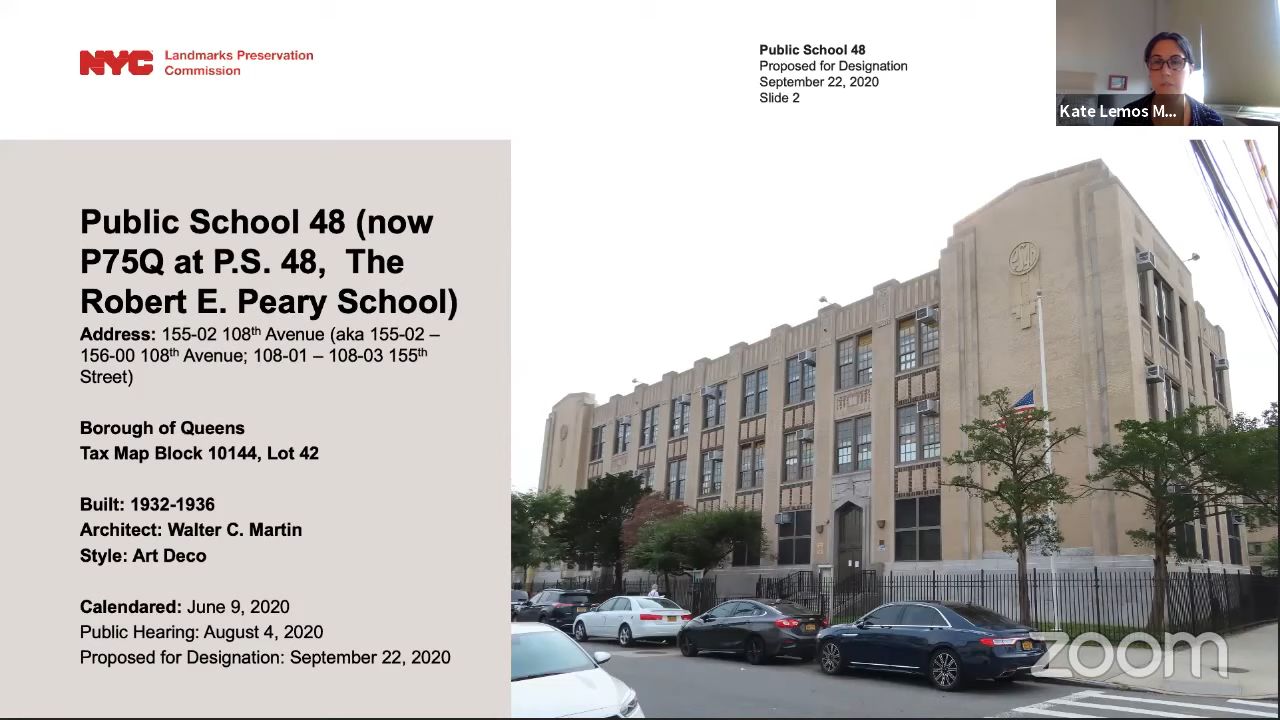 NYC
Landmarks Preservation
Commission
Public School 48
Proposed for Designation
September 22, 2020
Slide 2
Kate Lemos M...
Public School 48 (now
P75Q at P.S. 48, The
Robert E. Peary School)
Address: 155-02 108th Avenue (aka 155-02 –
156-00 108th Avenue; 108-01 – 108-03 155th
Street)
Borough of Queens
Tax Map Block 10144, Lot 42
Built: 1932-1936
Architect: Walter C. Martin
Style: Art Deco
Calendared: June 9, 2020
Public Hearing: August 4, 2020
Proposed for Designation: September 22, 2020
zoom